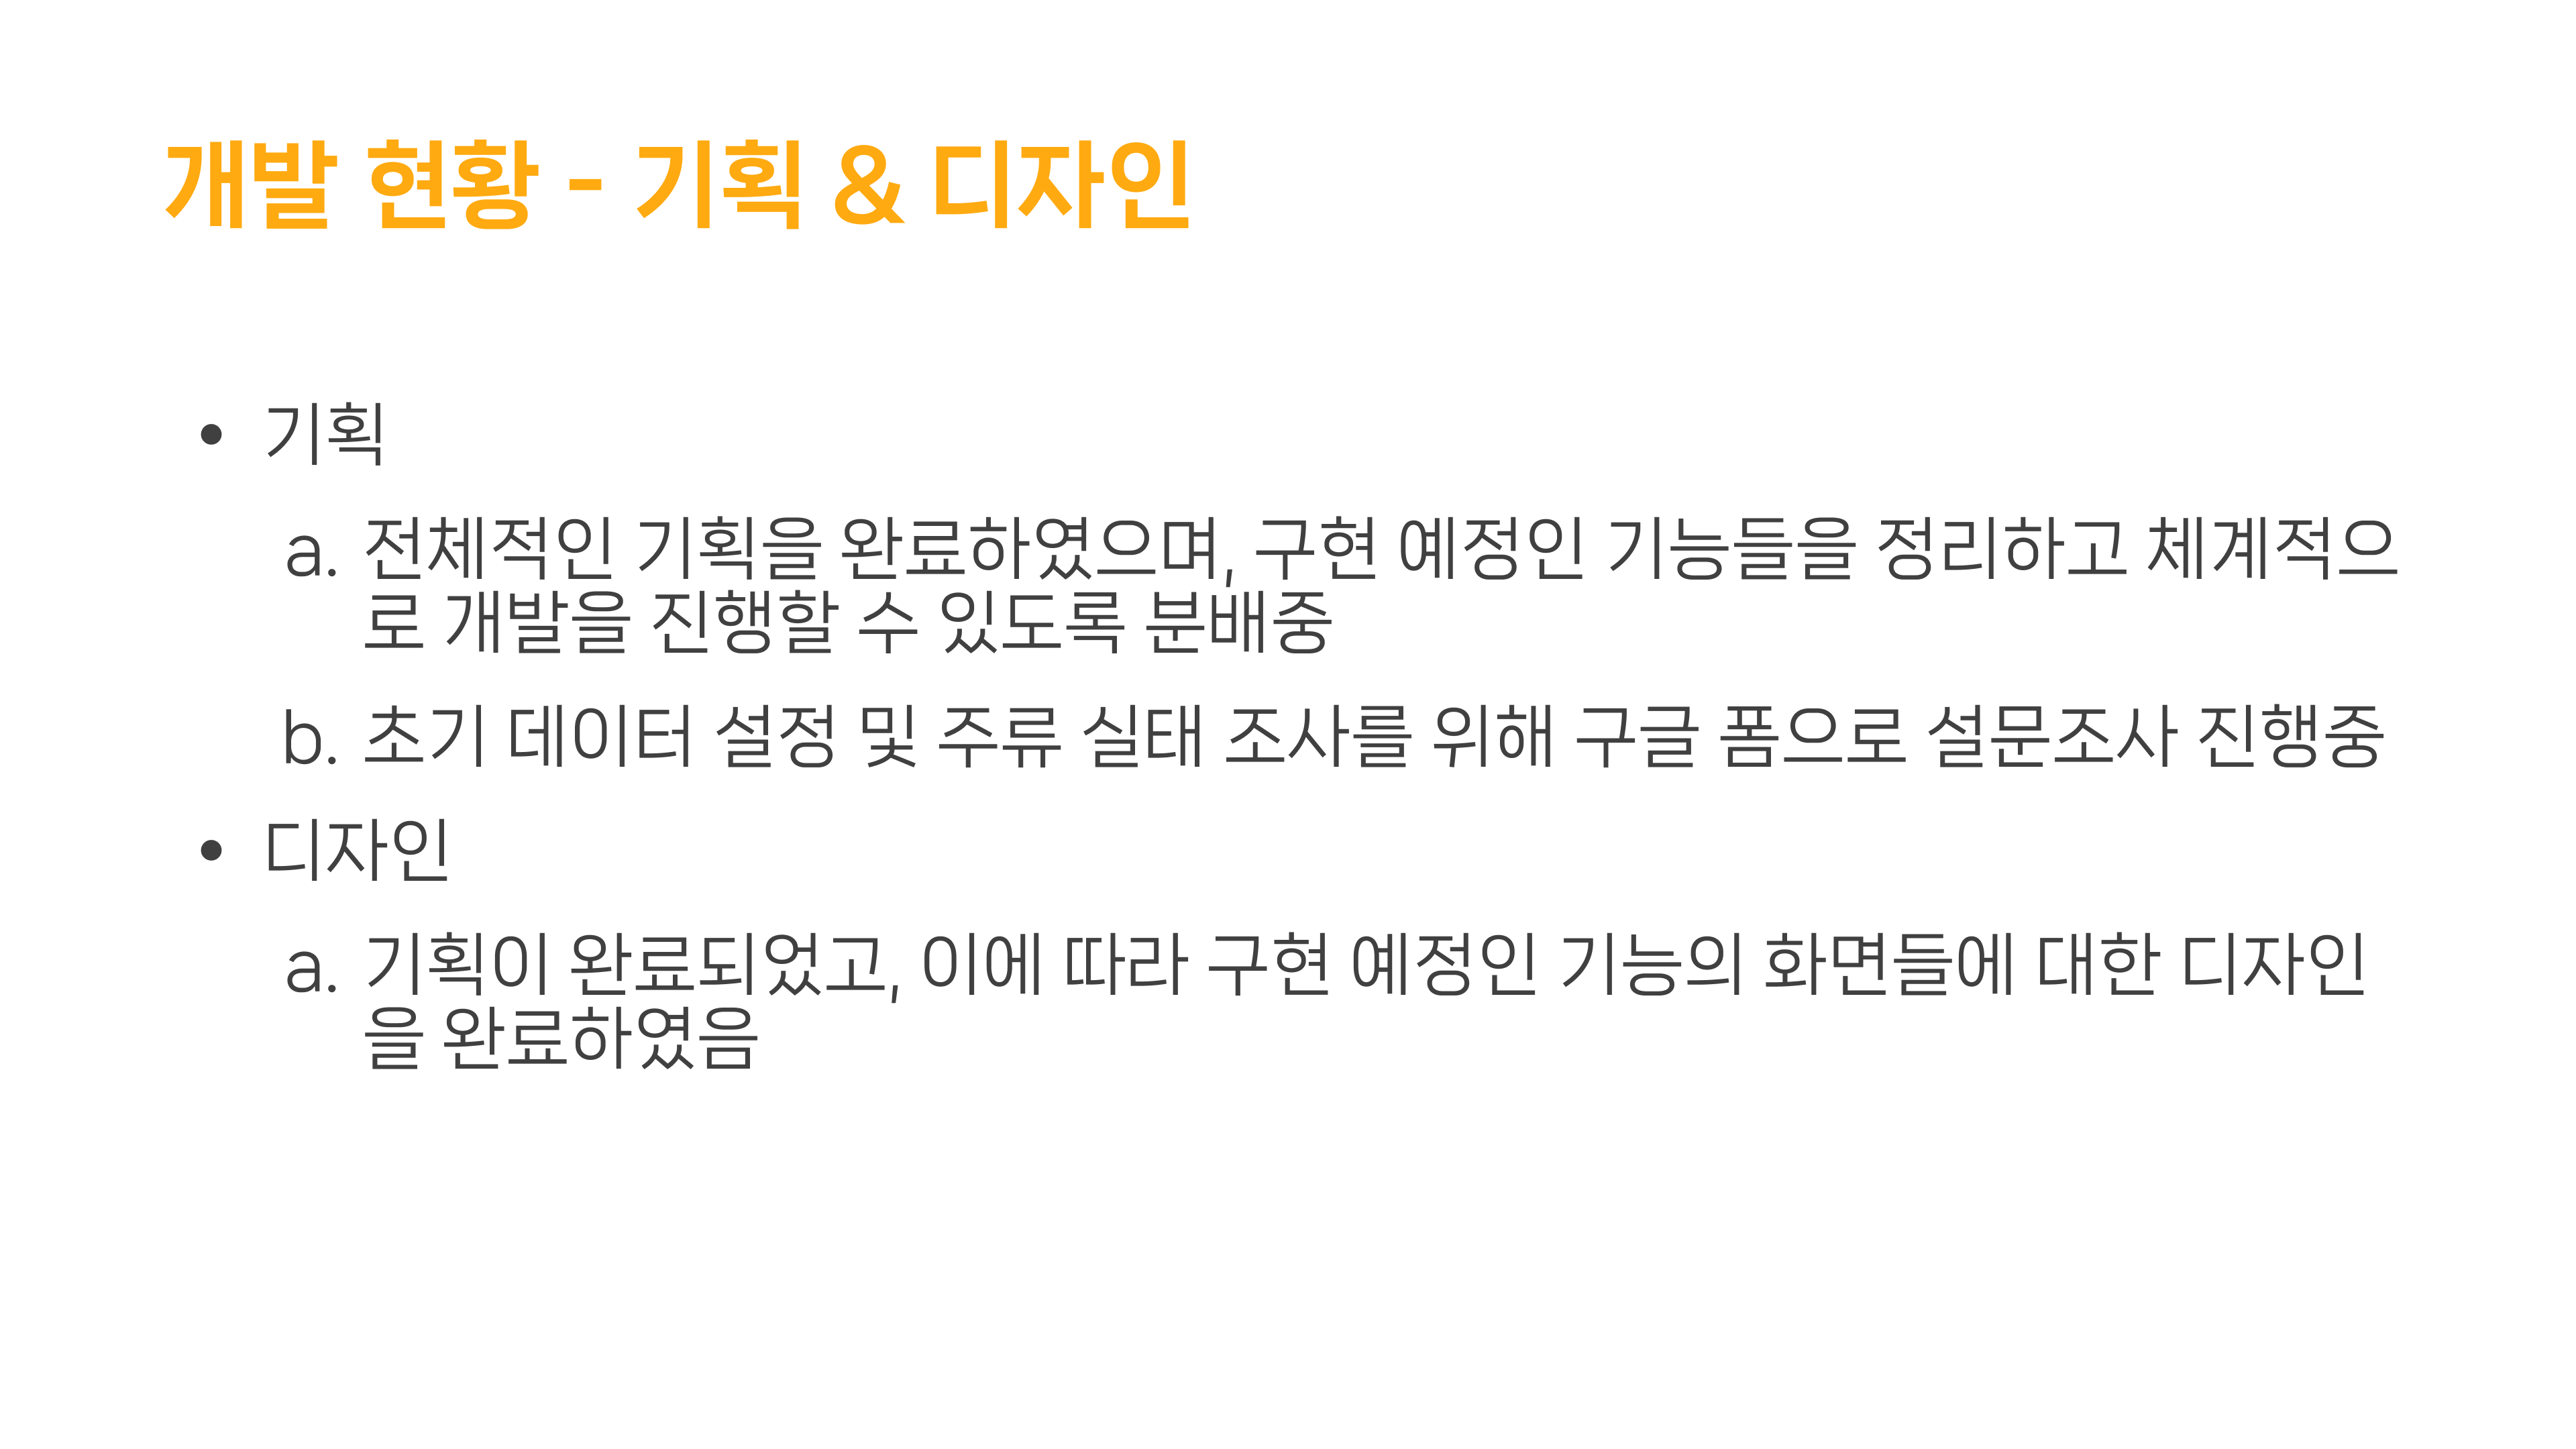 개발 현황 - 기획 & 디자인
• 기획
a. 전체적인 기획을 완료하였으며, 구현 예정인 기능들을 정리하고 체계적으
로 개발을 진행할 수 있도록 분배중
b. 초기 데이터 설정 및 주류 실태 조사를 위해 구글 폼으로 설문조사 진행중
• 디자인
a. 기획이 완료되었고, 이에 따라 구현 예정인 기능의 화면들에 대한 디자인
을 완료하였음